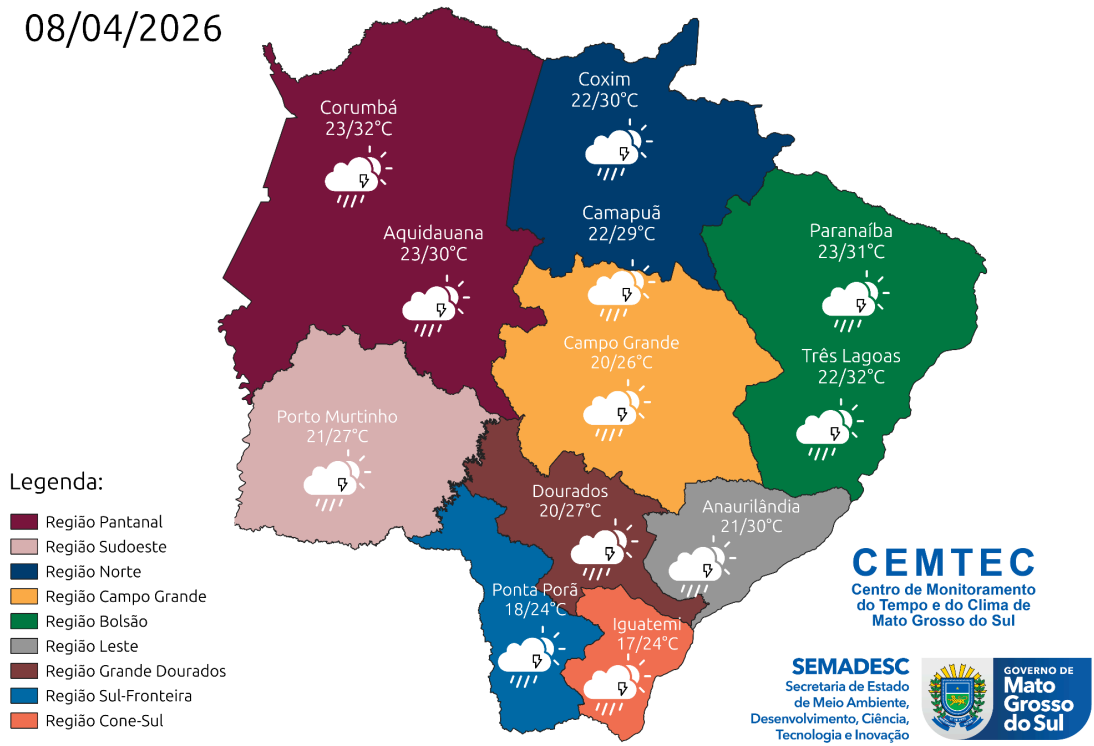 08/04/2026
Corumbá
23/32°C
Coxim
22/30°C
Camapuã
22/29°C
Aquidauana
23/30°C
Paranaíba
23/31°C
Campo Grande
20/26°C
Três Lagoas
22/32°C
Porto Murtinho
21/27°C
Dourados
20/27°C
Anaurilândia
21/30°C
Ponta Porã
18/24°C
Iguatemi
17/24°C
Legenda:
Região Pantanal
Região Sudoeste
Região Norte
Região Campo Grande
Região Bolsão
Região Leste
Região Grande Dourados
Região Sul-Fronteira
Região Cone-Sul
CEMTEC
Centro de Monitoramento
do Tempo e do Clima de
Mato Grosso do Sul
SEMADESC
Secretaria de Estado
de Meio Ambiente,
Desenvolvimento, Ciência,
Tecnologia e Inovação
GOVERNO DE
Mato
Grosso
do Sul